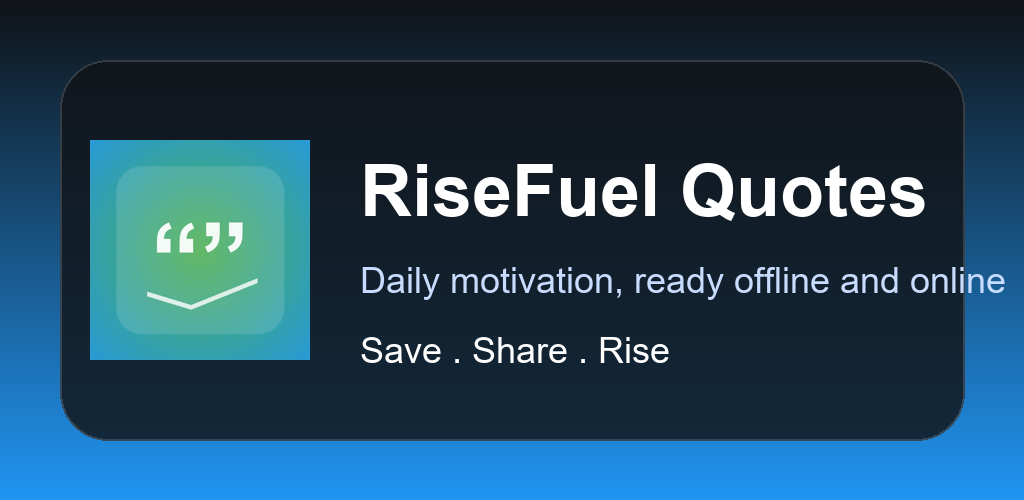 “”
RiseFuel Quotes
Daily motivation, ready offline and online
Save . Share . Rise